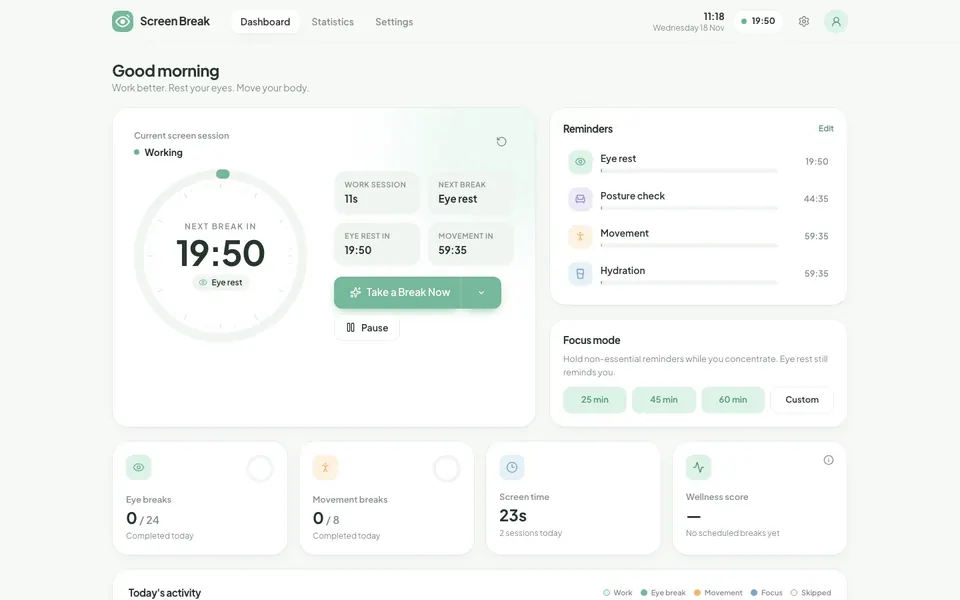 Screen Break
Dashboard
Statistics
Settings
11:18
Wednesday 18 Nov
19:50
Good morning
Work better. Rest your eyes. Move your body.
Current screen session
Working
NEXT BREAK IN
19:50
Eye rest
WORK SESSION
11s
NEXT BREAK
Eye rest
EYE REST IN
19:50
MOVEMENT IN
59:35
Take a Break Now
Pause
Reminders
Edit
Eye rest
19:50
Posture check
44:35
Movement
59:35
Hydration
59:35
Focus mode
Hold non-essential reminders while you concentrate. Eye rest still
reminds you.
25 min
45 min
60 min
Custom
Eye breaks
0 / 24
Completed today
Movement breaks
0 / 8
Completed today
Screen time
23s
2 sessions today
Wellness score
—
No scheduled breaks yet
Today's activity
Work
Eye break
Movement
Focus
Skipped